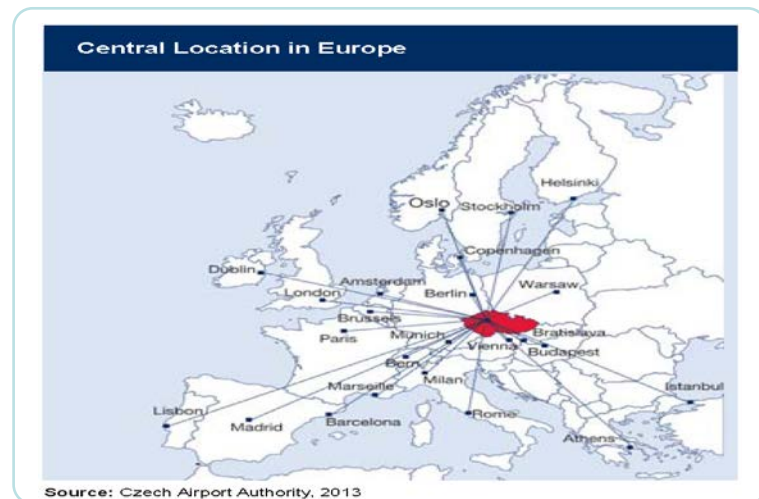 Central Location in Europe
Helsinki
Oslo
Stockholm
Copenhagen
Dublin
Amsterdam
Warsaw
London
Berlin
Brussels
Paris
Munich
Bratislava
Vienna
Budapest
Bern
Milan
Marseille
Istanbul
Lisbon
Rome
Madrid
Barcelona
Athens
Source: Czech Airport Authority, 2013